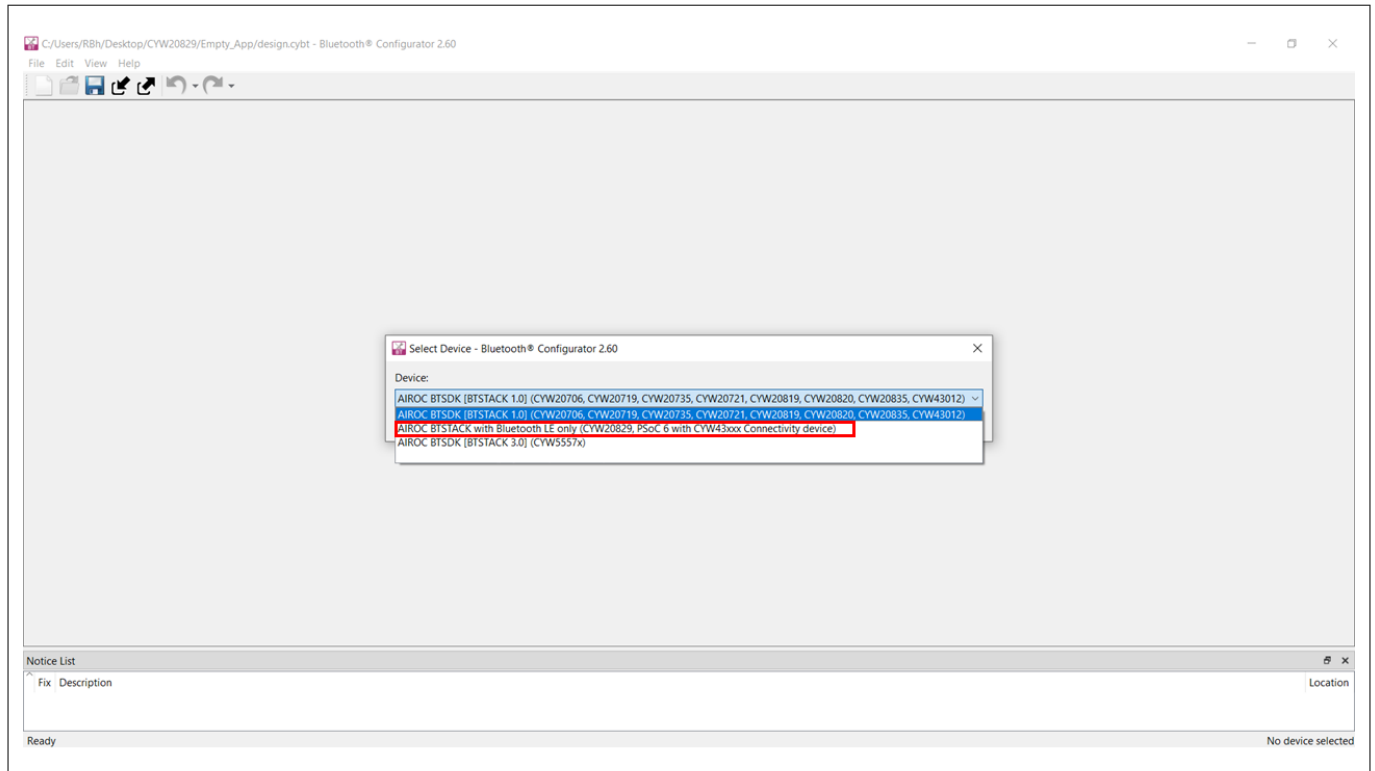 C:/Users/RBh/Desktop/CYW20829/Empty_App/design.cybt - Bluetooth® Configurator 2.60
File Edit View Help
Select Device - Bluetooth® Configurator 2.60
Device:
AIROC BTSDK [BTSTACK 1.0] (CYW20706, CYW20719, CYW20735, CYW20721, CYW20819, CYW20820, CYW20835, CYW43012)
AIROC BTSDK [BTSTACK 1.0] (CYW20706, CYW20719, CYW20735, CYW20721, CYW20819, CYW20820, CYW20835, CYW43012)
AIROC BTSTACK with Bluetooth LE only (CYW20829, PSoC 6 with CYW43xxx Connectivity device)
AIROC BTSDK [BTSTACK 3.0] (CYW5557x)
Notice List
Fix Description Location
Ready No device selected